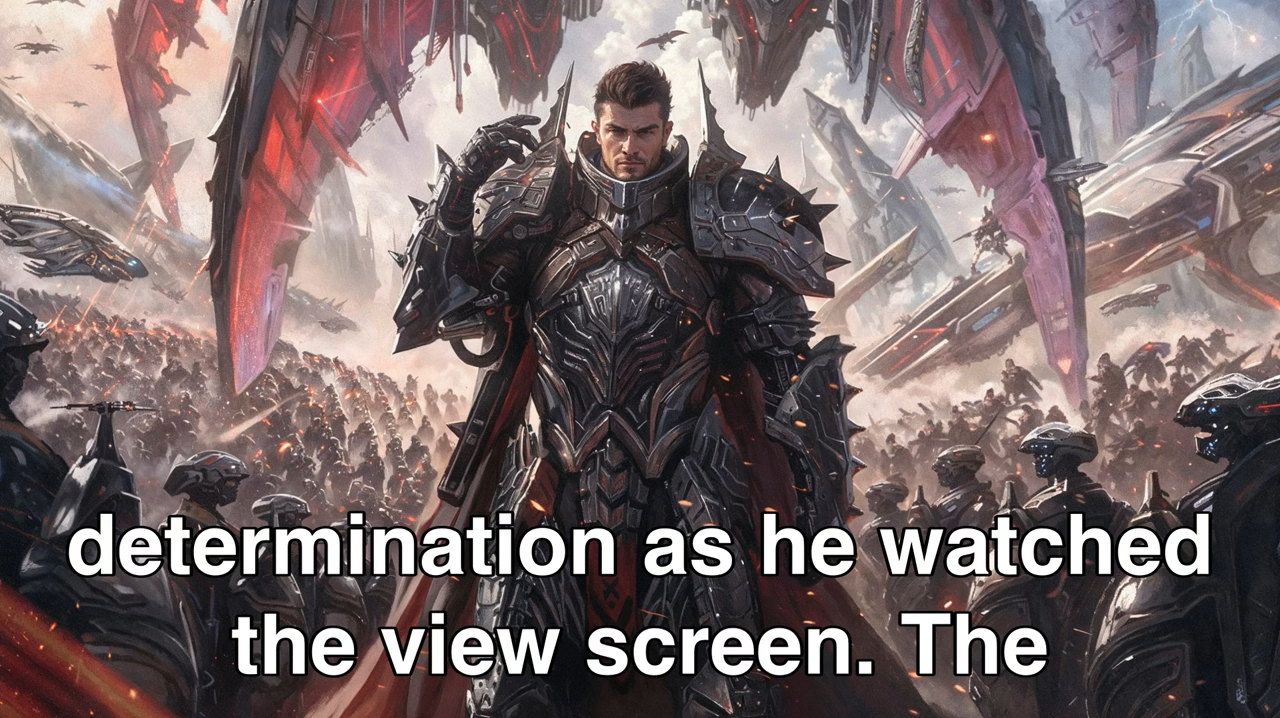 determination as he watched
the view screen. The